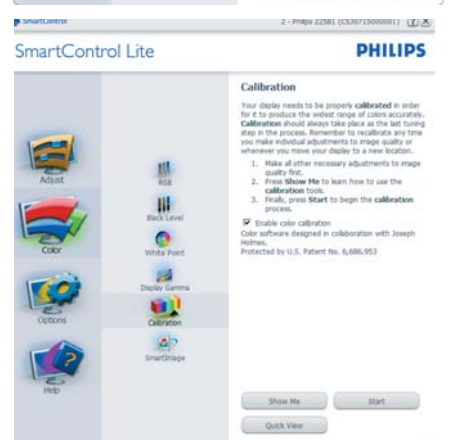 SmartControl
2 - Philips 225B1 (CS30715000001)
SmartControl Lite
PHILIPS
Adjust
Color
Options
Help
RGB
Black Level
White Point
Display Gamma
Calibration
SmartImage
Calibration
Your display needs to be properly calibrated in order
for it to produce the widest range of colors accurately.
Calibration should always take place as the last tuning
step in the process. Remember to recalibrate any time
you make individual adjustments to image quality or
whenever you move your display to a new location.
1. Make all other necessary adjustments to image
quality first.
2. Press Show Me to learn how to use the
calibration tools.
3. Finally, press Start to begin the calibration
process.
Enable color calibration
Color software designed in collaboration with Joseph
Holmes.
Protected by U.S. Patent No. 6,686,953
Show Me
Start
Quick View